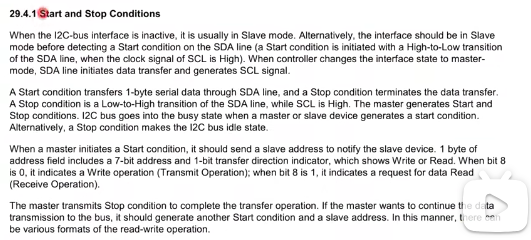 29.4.1 Start and Stop Conditions
When the I2C-bus interface is inactive, it is usually in Slave mode. Alternatively, the interface should be in Slave
mode before detecting a Start condition on the SDA line (a Start condition is initiated with a High-to-Low transition
of the SDA line, when the clock signal of SCL is High). When controller changes the interface state to master-
mode, SDA line initiates data transfer and generates SCL signal.
A Start condition transfers 1-byte serial data through SDA line, and a Stop condition terminates the data transfer.
A Stop condition is a Low-to-High transition of the SDA line, while SCL is High. The master generates Start and
Stop conditions. I2C bus goes into the busy state when a master or slave device generates a start condition.
Alternatively, a Stop condition makes the I2C bus idle state.
When a master initiates a Start condition, it should send a slave address to notify the slave device. 1 byte of
address field includes a 7-bit address and 1-bit transfer direction indicator, which shows Write or Read. When bit 8
is 0, it indicates a Write operation (Transmit Operation); when bit 8 is 1, it indicates a request for data Read
(Receive Operation).
The master transmits Stop condition to complete the transfer operation. If the master wants to continue the data
transmission to the bus, it should generate another Start condition and a slave address. In this manner, there can
be various formats of the read-write operation.